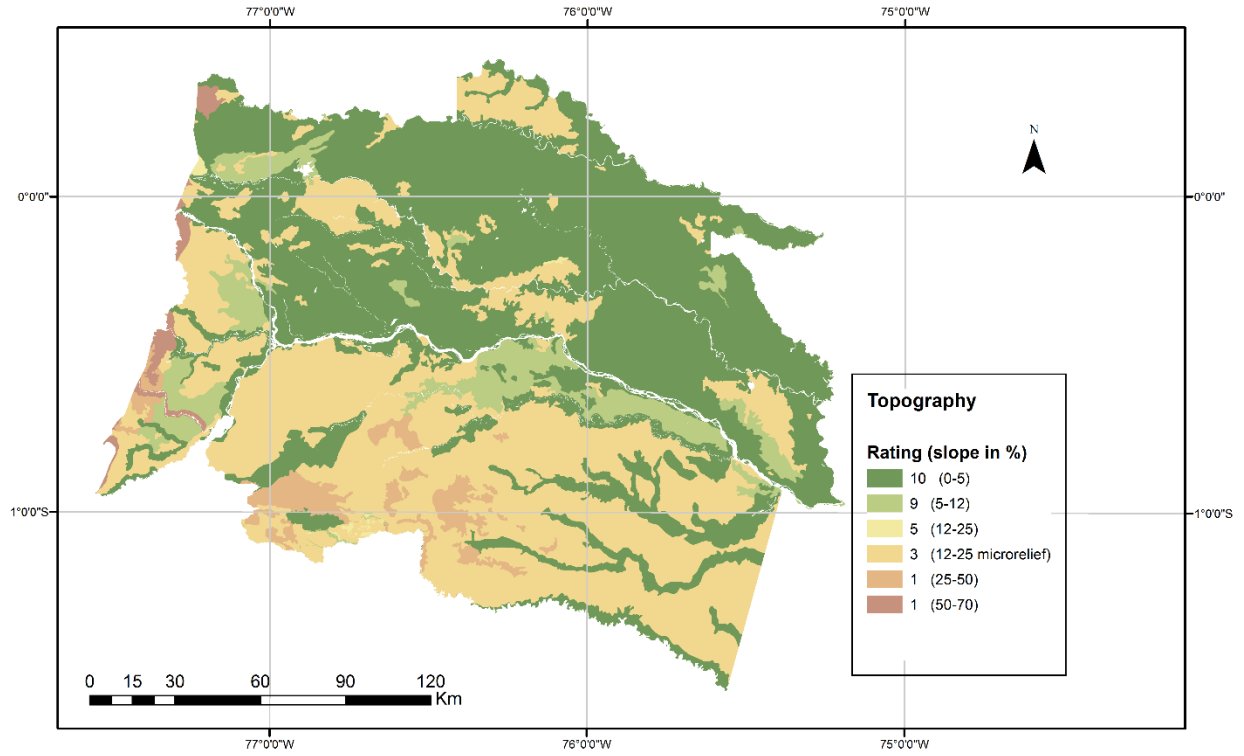 77°0'0"W 76°0'0"W 75°0'0"W
N
0°0'0" 0°0'0"
Topography
Rating (slope in %)
10 (0-5)
9 (5-12)
5 (12-25)
3 (12-25 microrelief)
1 (25-50)
1 (50-70)
1°0'0"S 1°0'0"S
0 15 30 60 90 120
Km
77°0'0"W 76°0'0"W 75°0'0"W